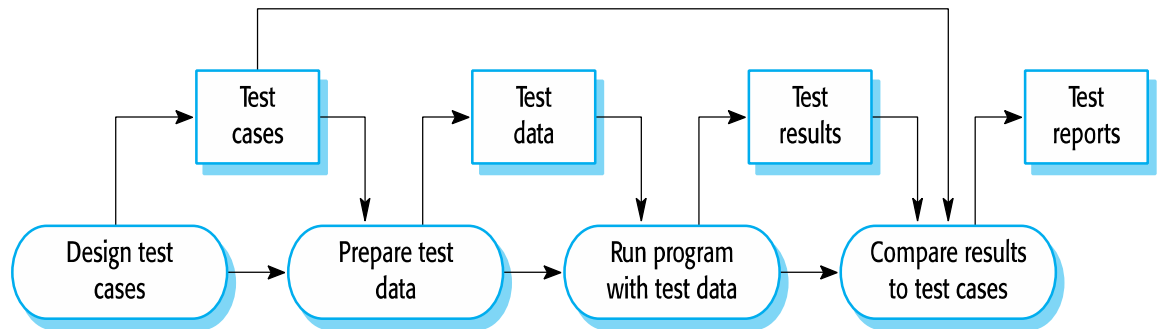 Test
cases
Test
data
Test
results
Test
reports
Design test
cases
Prepare test
data
Run program
with test data
Compare results
to test cases